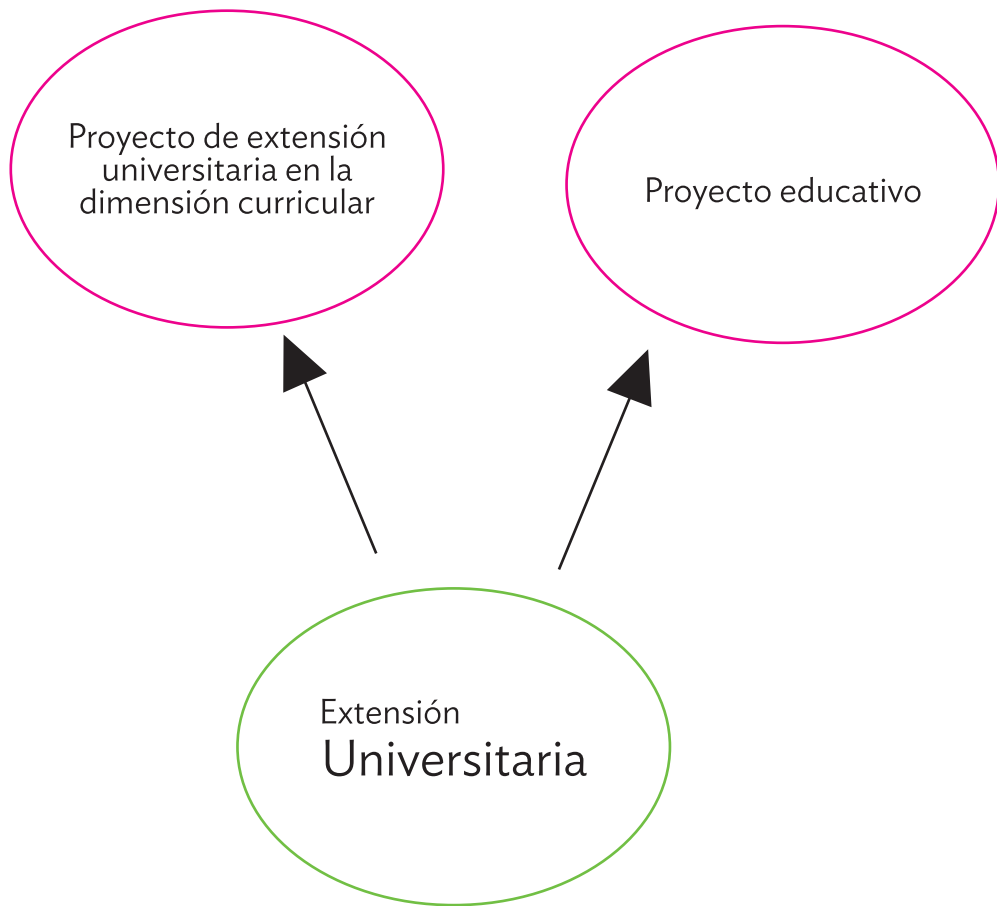 Proyecto de extensión
universitaria en la
dimensión curricular
Proyecto educativo
Extensión
Universitaria